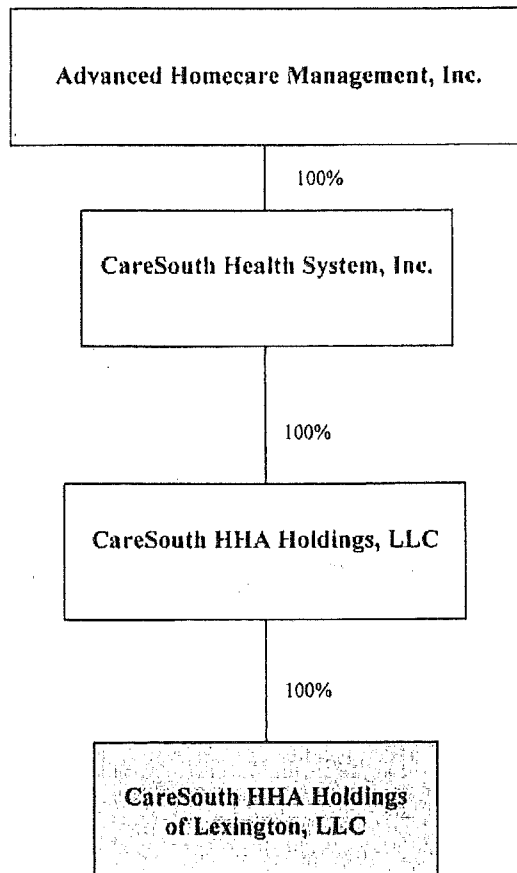 Advanced Homecare Management, Inc.
100%
CareSouth Health System, Inc.
100%
CareSouth HHA Holdings, LLC
100%
CareSouth HHA Holdings
of Lexington, LLC